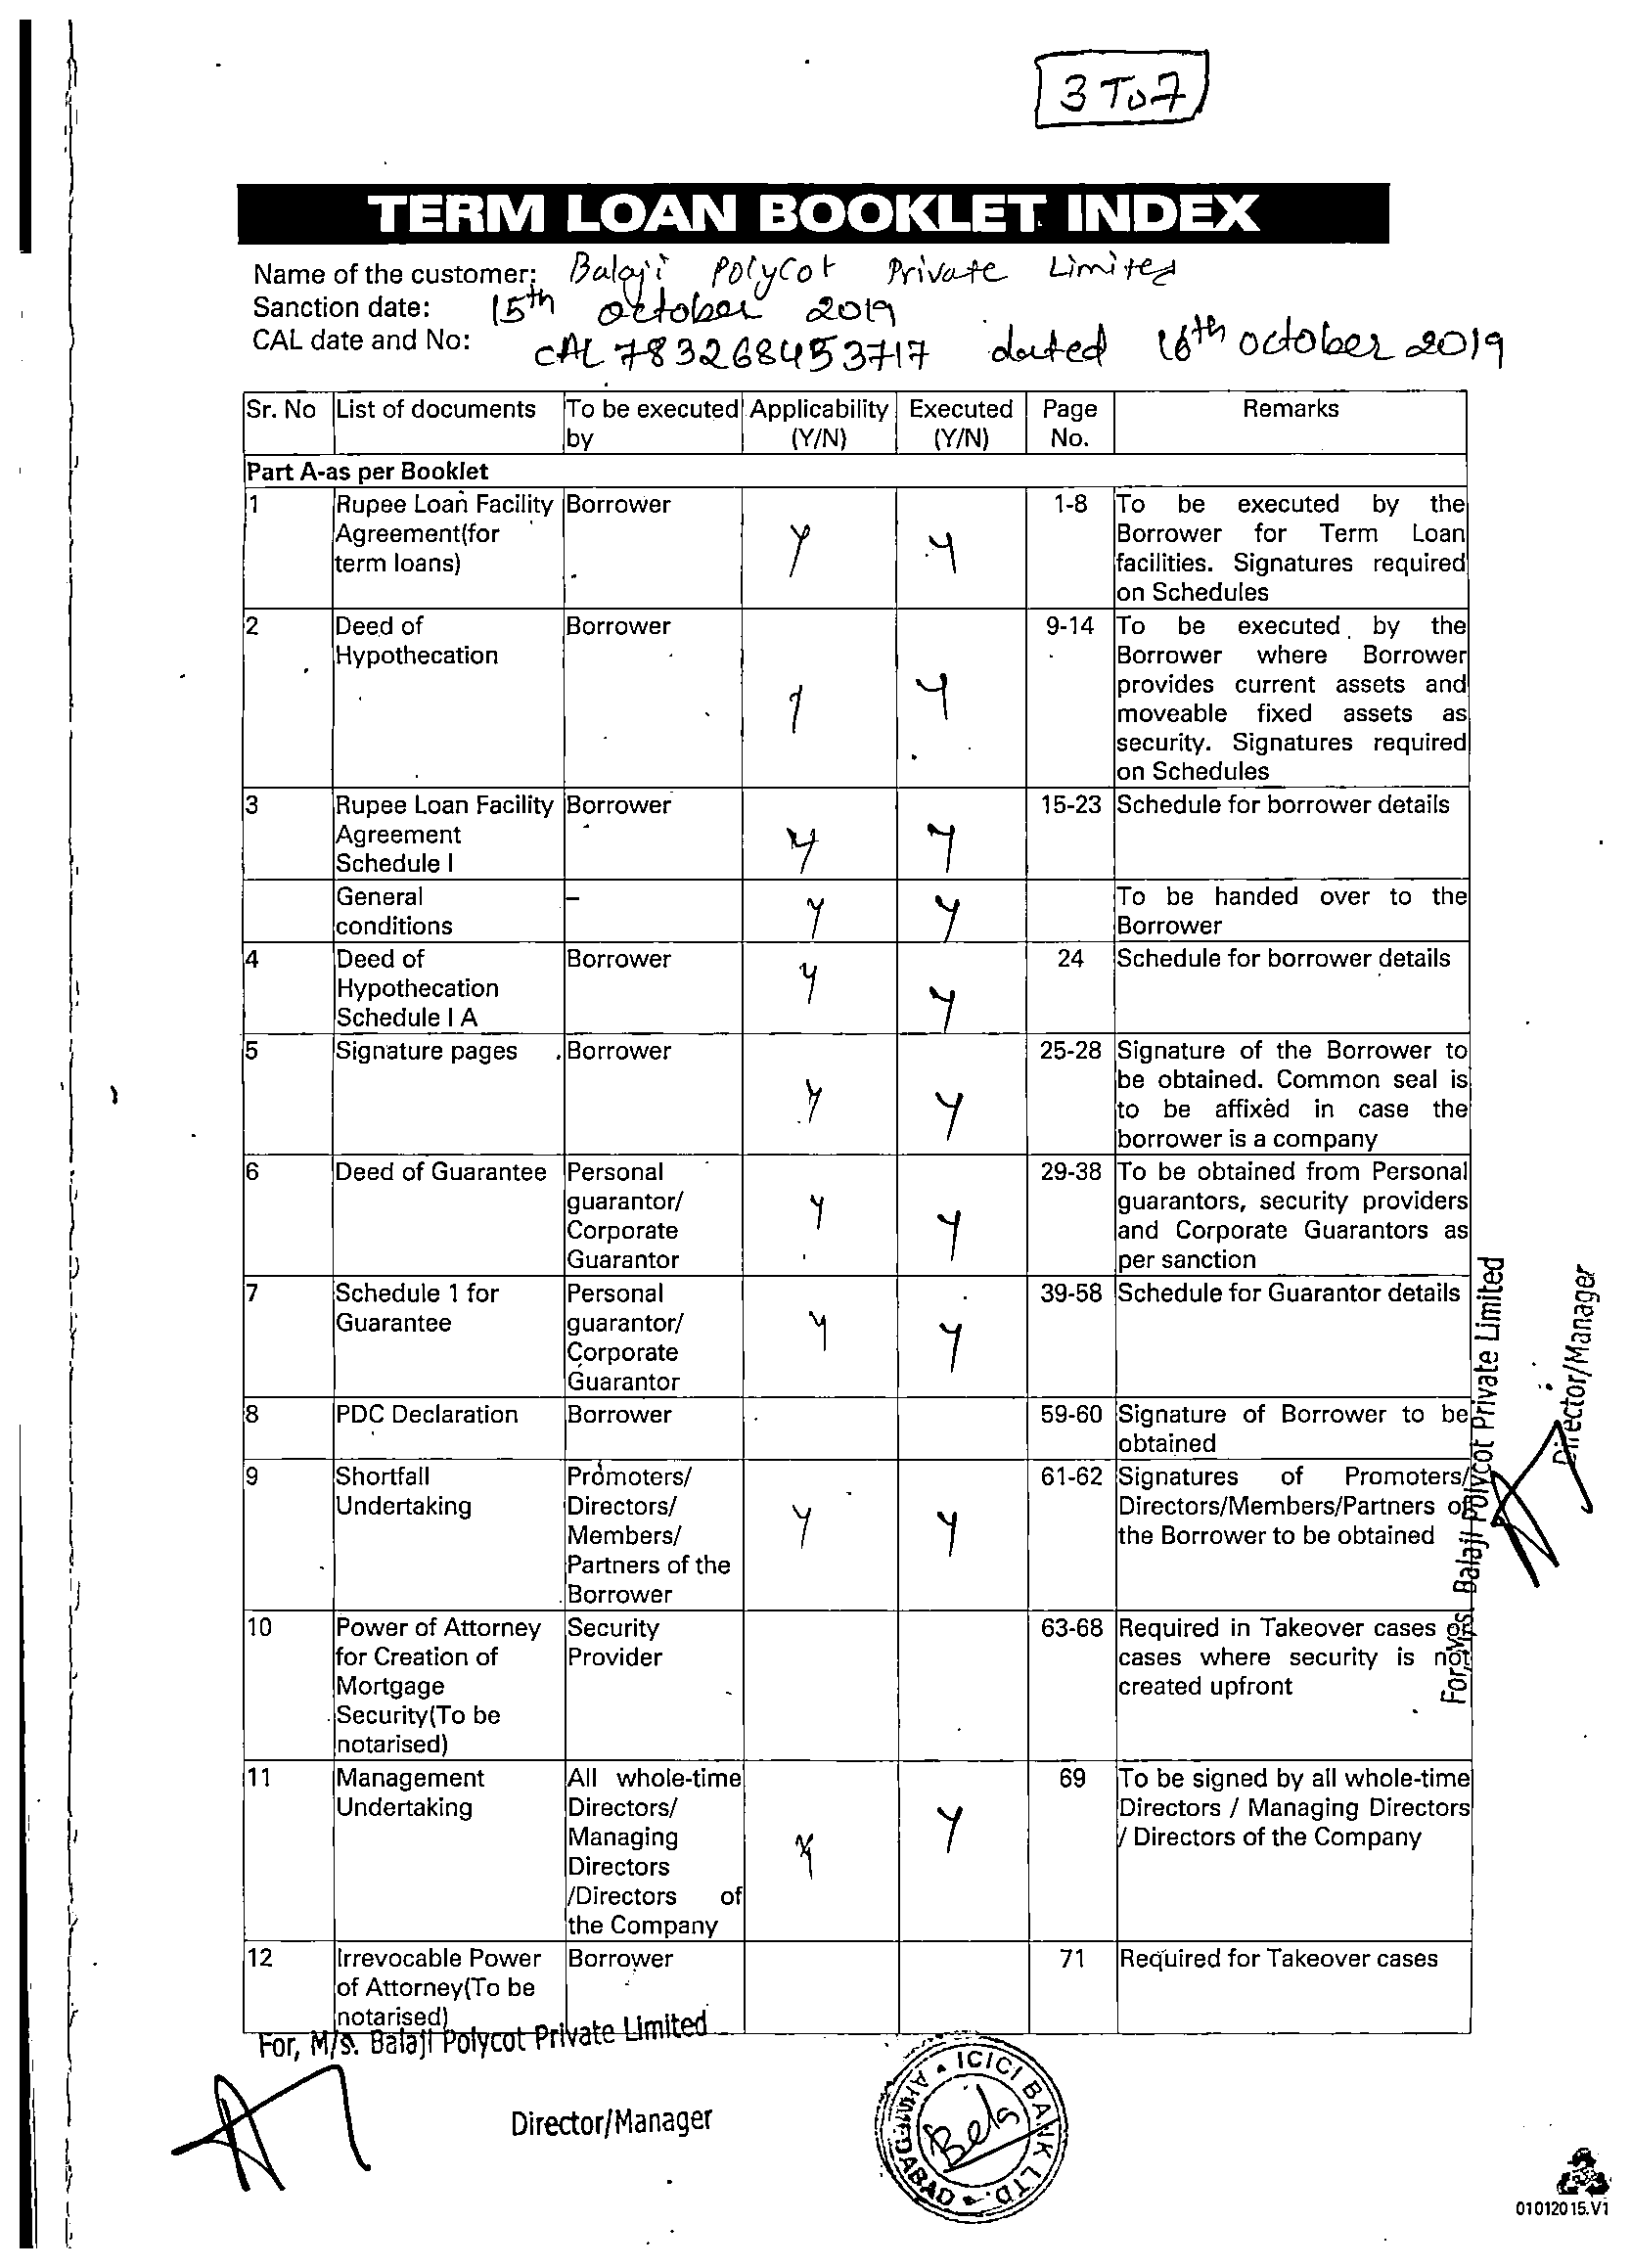 3 To 7
TERM LOAN BOOKLET INDEX
Name of the customer: Balaji Polycot Private Limited
Sanction date: 15th october 2019
CAL date and No: CAL 783268453717 dated 16th october 2019
Sr. No List of documents To be executed by Applicability (Y/N) Executed (Y/N) Page No. Remarks
Part A-as per Booklet
1 Rupee Loan Facility Borrower Y Y 1-8 To be executed by the
Agreement(for Borrower for Term Loan
term loans) facilities. Signatures required
on Schedules
2 Deed of Borrower Y Y 9-14 To be executed by the
Hypothecation Borrower where Borrower
provides current assets and
moveable fixed assets as
security. Signatures required
on Schedules
3 Rupee Loan Facility Borrower Y Y 15-23 Schedule for borrower details
Agreement
Schedule I
General – Y Y To be handed over to the
conditions Borrower
4 Deed of Borrower Y Y 24 Schedule for borrower details
Hypothecation
Schedule I A
5 Signature pages Borrower Y Y 25-28 Signature of the Borrower to
be obtained. Common seal is
to be affixed in case the
borrower is a company
6 Deed of Guarantee Personal Y Y 29-38 To be obtained from Personal
guarantor/ guarantors, security providers
Corporate and Corporate Guarantors as
Guarantor per sanction
7 Schedule 1 for Personal Y Y 39-58 Schedule for Guarantor details
Guarantee guarantor/
Corporate
Guarantor
8 PDC Declaration Borrower 59-60 Signature of Borrower to be
obtained
9 Shortfall Promoters/ Y Y 61-62 Signatures of Promoters/
Undertaking Directors/ Directors/Members/Partners of
Members/ the Borrower to be obtained
Partners of the
Borrower
10 Power of Attorney Security 63-68 Required in Takeover cases or
for Creation of Provider cases where security is not
Mortgage created upfront
Security(To be
notarised)
11 Management All whole-time Y Y 69 To be signed by all whole-time
Undertaking Directors/ Directors / Managing Directors
Managing / Directors of the Company
Directors
/Directors of
the Company
12 Irrevocable Power Borrower 71 Required for Takeover cases
of Attorney(To be
notarised)
For, M/s. Balaji Polycot Private Limited
Director/Manager
For, M/s. Balaji Polycot Private Limited
Director/Manager
ICICI BANK LTD. AHMEDABAD
01012015.V1